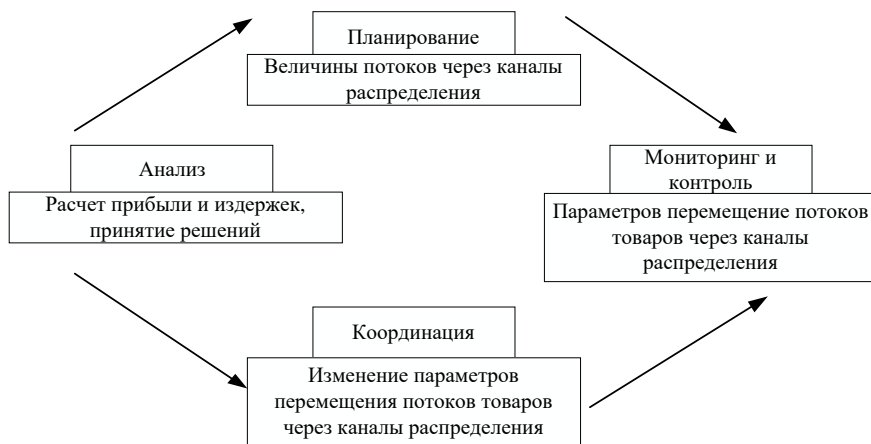 Планирование
Величины потоков через каналы
распределения
Анализ
Расчет прибыли и издержек,
принятие решений
Мониторинг и
контроль
Параметров перемещение потоков
товаров через каналы
распределения
Координация
Изменение параметров
перемещения потоков товаров
через каналы распределения